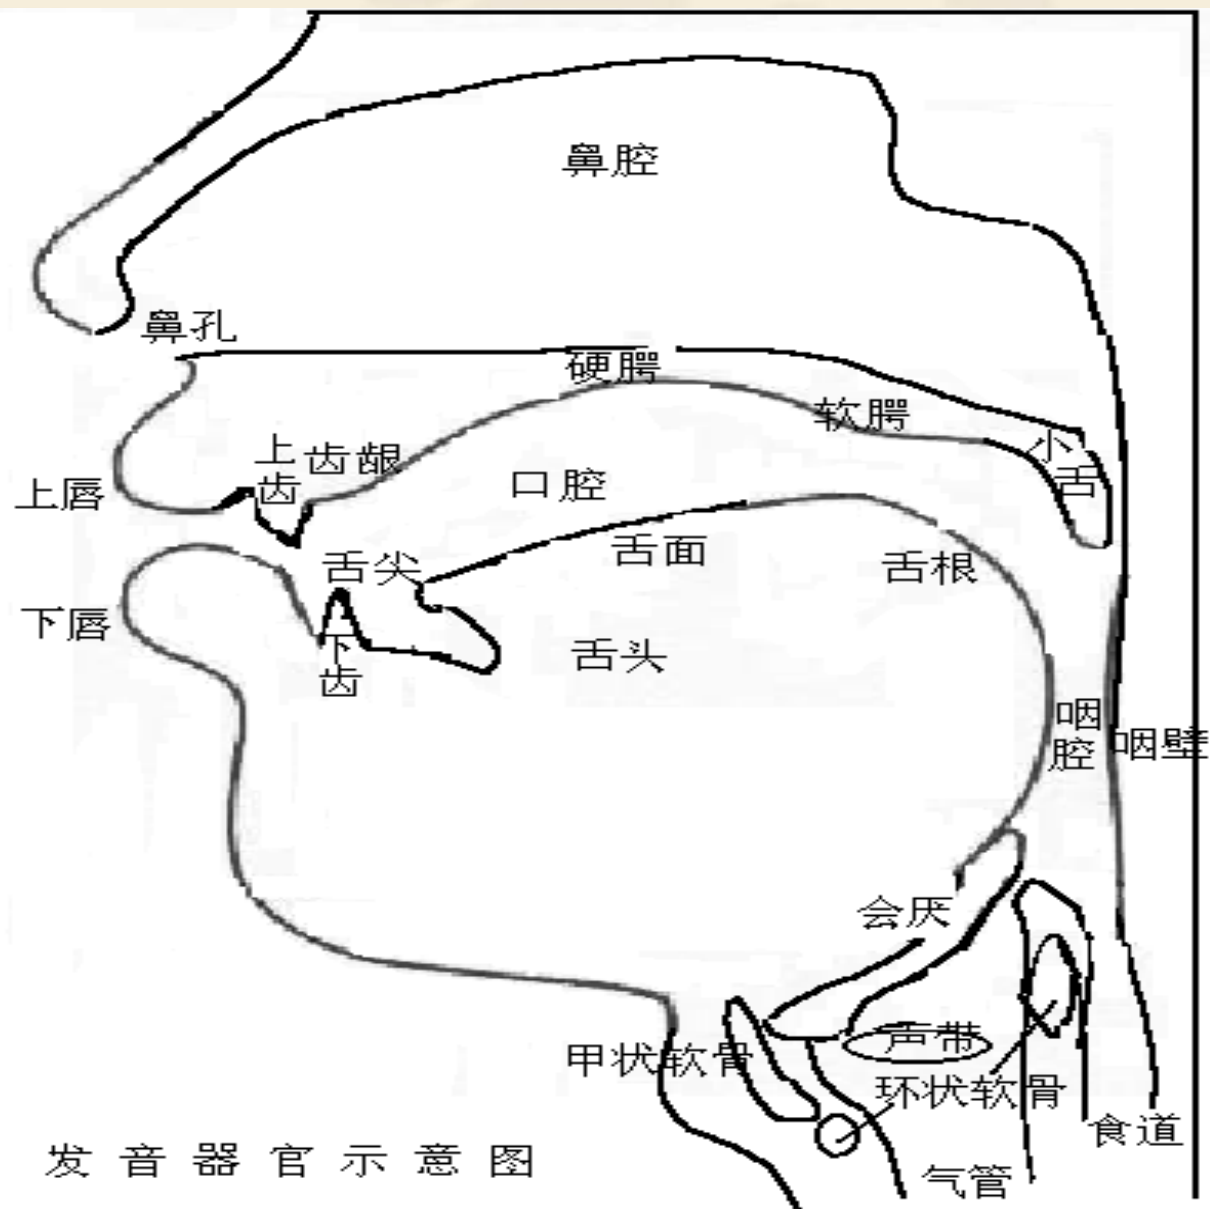 鼻腔
鼻孔
硬腭
软腭
小舌
上齿
齿龈
上唇
口腔
舌尖
舌面
舌根
下唇
下齿
舌头
咽腔
咽壁
会厌
声带
甲状软骨
环状软骨
食道
气管
发音器官示意图